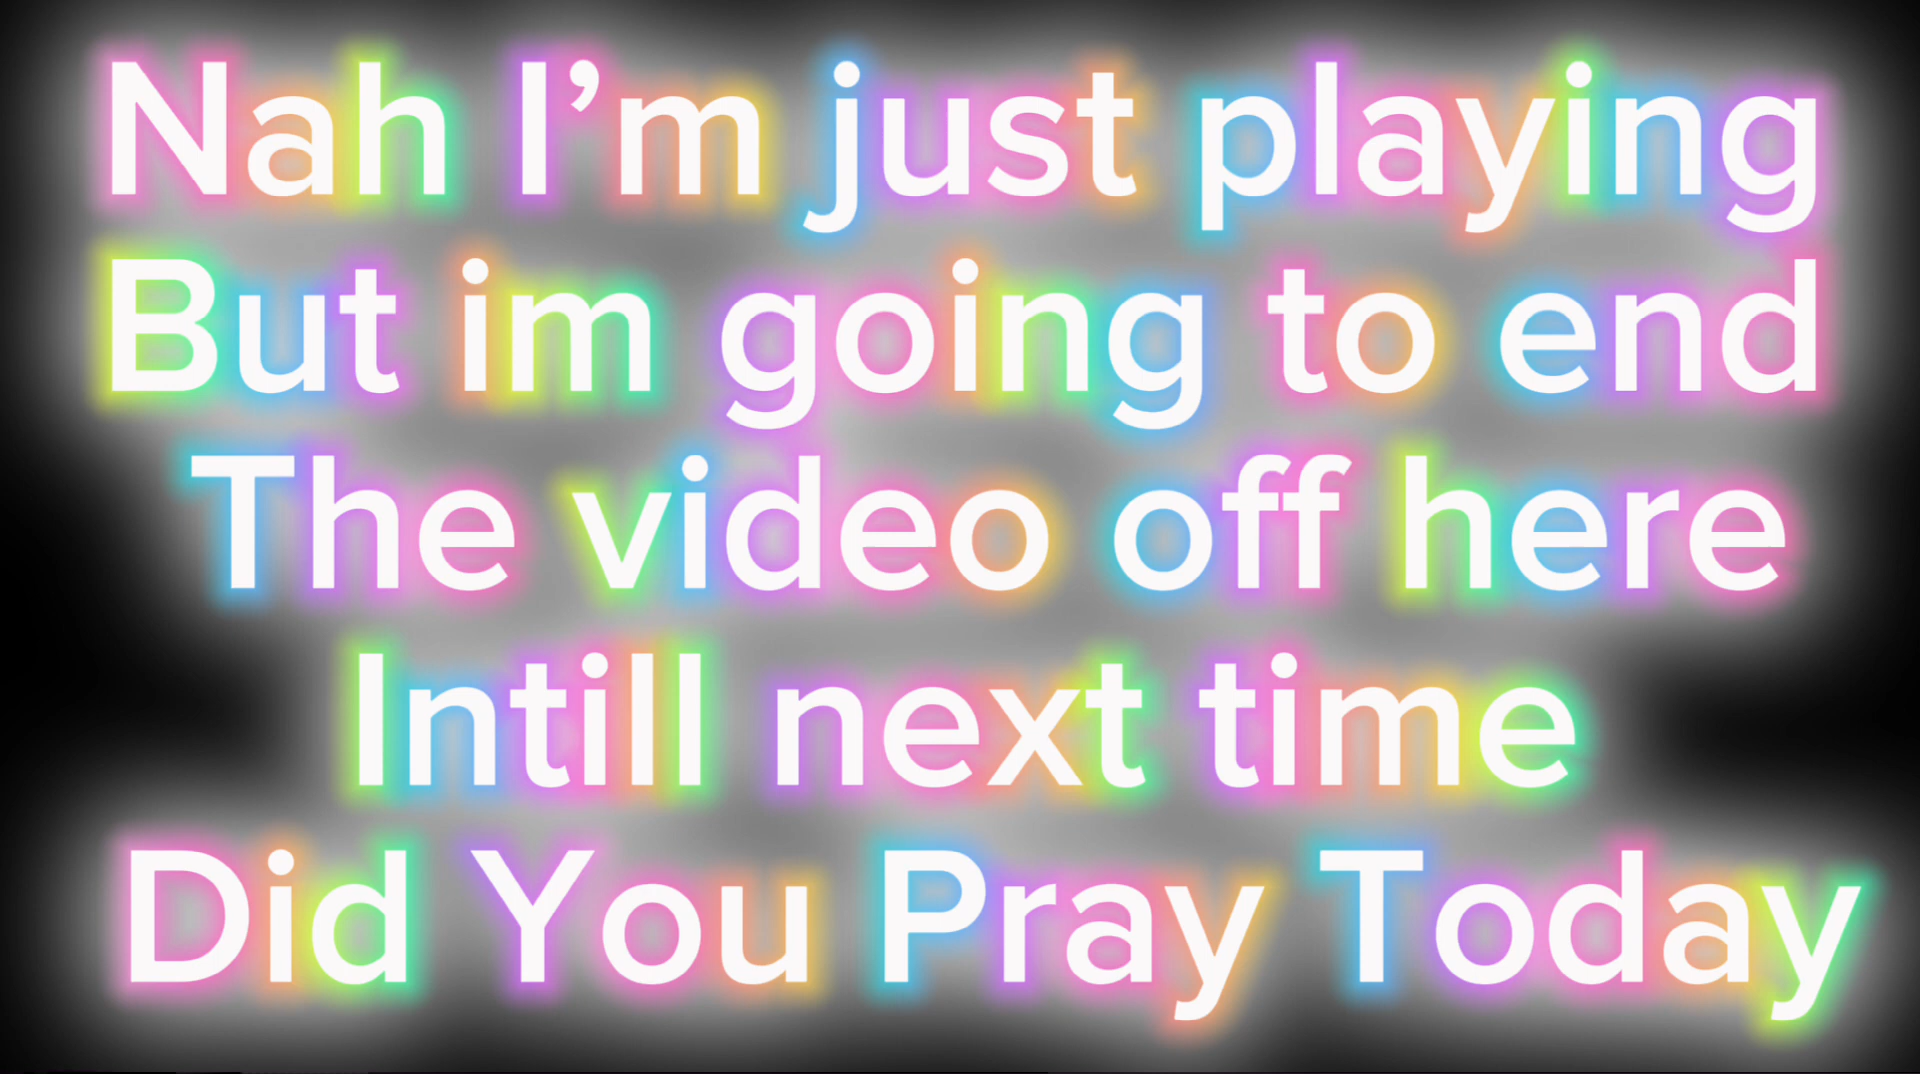 Nah I’m just playing
But im going to end
The video off here
Intill next time
Did You Pray Today